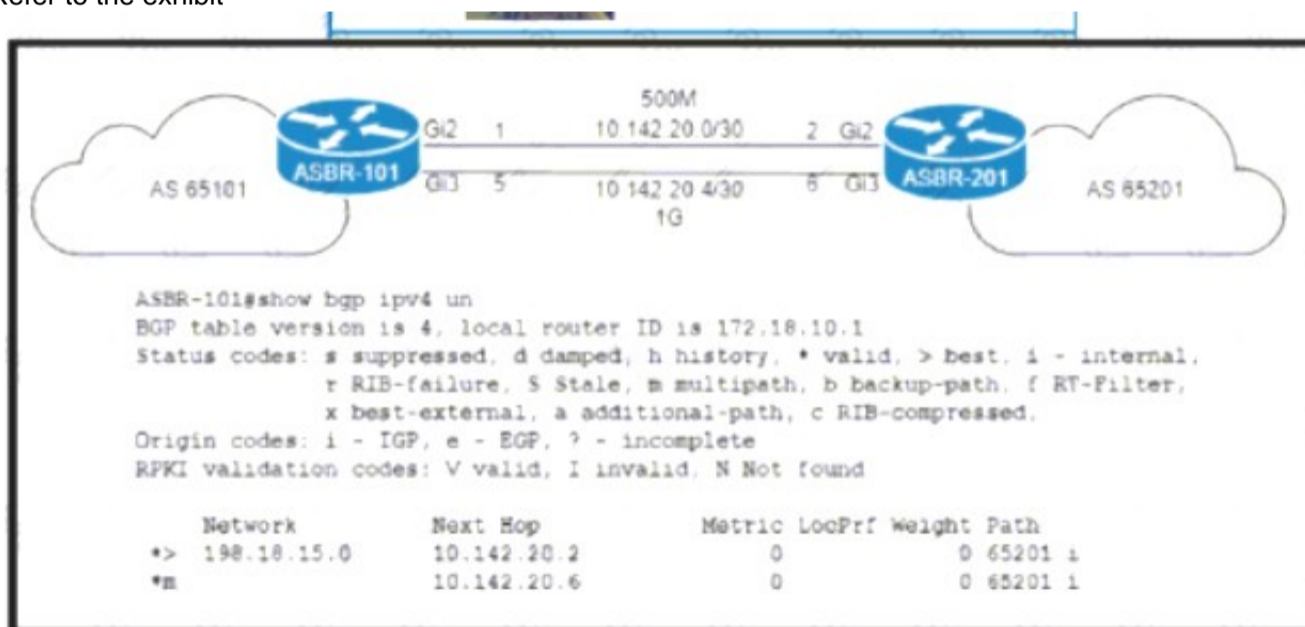 Refer to the exhibit
500M
Gi2 1 10.142.20.0/30 2 Gi2
ASBR-101 ASBR-201
AS 65101 Gi3 5 10.142.20.4/30 6 Gi3 AS 65201
1G
ASBR-101#show bgp ipv4 un
BGP table version is 4, local router ID is 172.18.10.1
Status codes: s suppressed, d damped, h history, * valid, > best, i - internal,
r RIB-failure, S Stale, m multipath, b backup-path, f RT-Filter,
x best-external, a additional-path, c RIB-compressed,
Origin codes: i - IGP, e - EGP, ? - incomplete
RPKI validation codes: V valid, I invalid, N Not found
Network Next Hop Metric LocPrf Weight Path
*> 198.18.15.0 10.142.20.2 0 0 65201 i
*m 10.142.20.6 0 0 65201 i